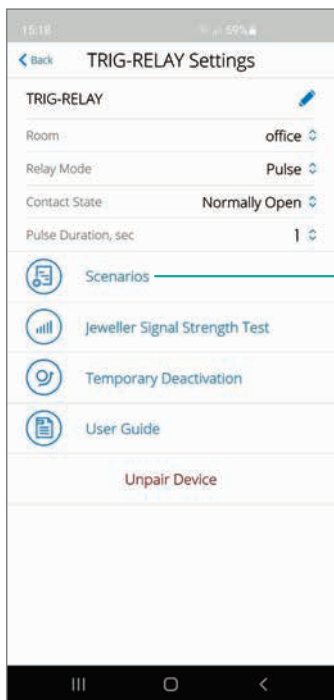 15:18 59%
Back TRIG-RELAY Settings
TRIG-RELAY
Room office
Relay Mode Pulse
Contact State Normally Open
Pulse Duration, sec 1
Scenarios
Jeweller Signal Strength Test
Temporary Deactivation
User Guide
Unpair Device